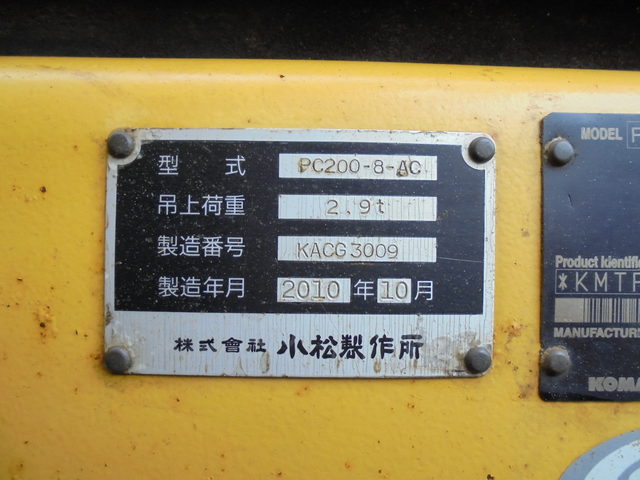 型式 PC200-8-AC
吊上荷重 2.9t
製造番号 KACG3009
製造年月 2010年10月
株式會社 小松製作所
MODEL
Product Identific
*KMTP
MANUFACTURE
KOMA